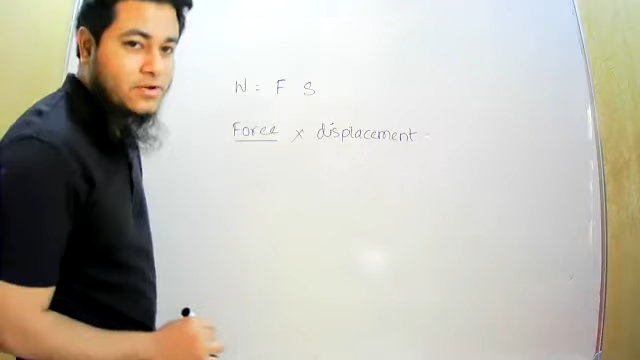 W = F S
Force × displacement